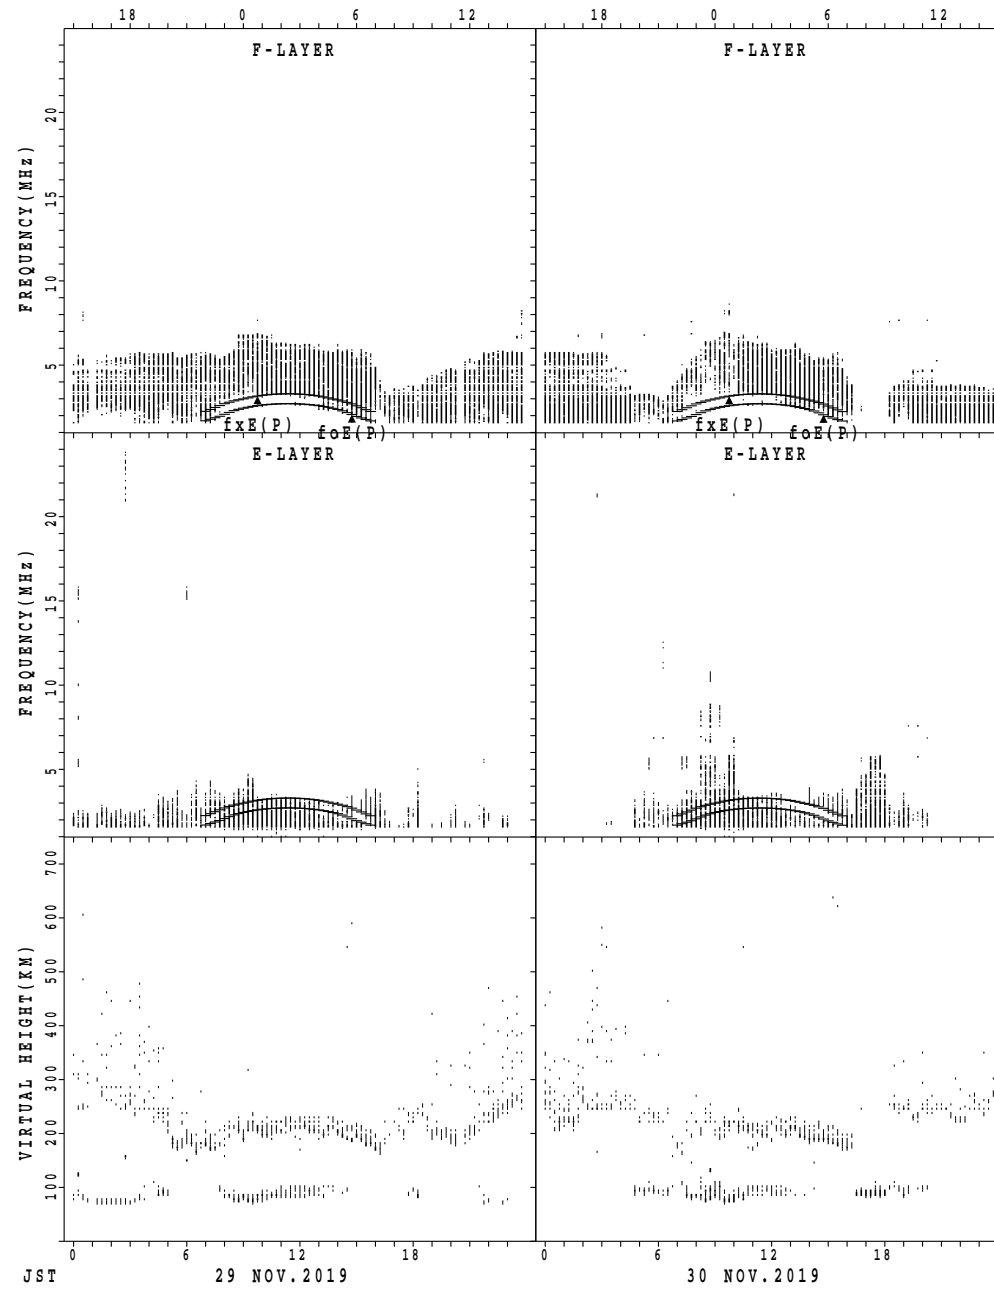 18 0 6 12 18 0 6 12
F-LAYER F-LAYER
FREQUENCY(MHz)
20
15
10
5
fxE(P) foE(P) fxE(P) foE(P)
E-LAYER E-LAYER
FREQUENCY(MHz)
20
15
10
5
VIRTUAL HEIGHT(KM)
700
600
500
400
300
200
100
0 6 12 18 0 6 12 18
JST 29 NOV.2019 30 NOV.2019